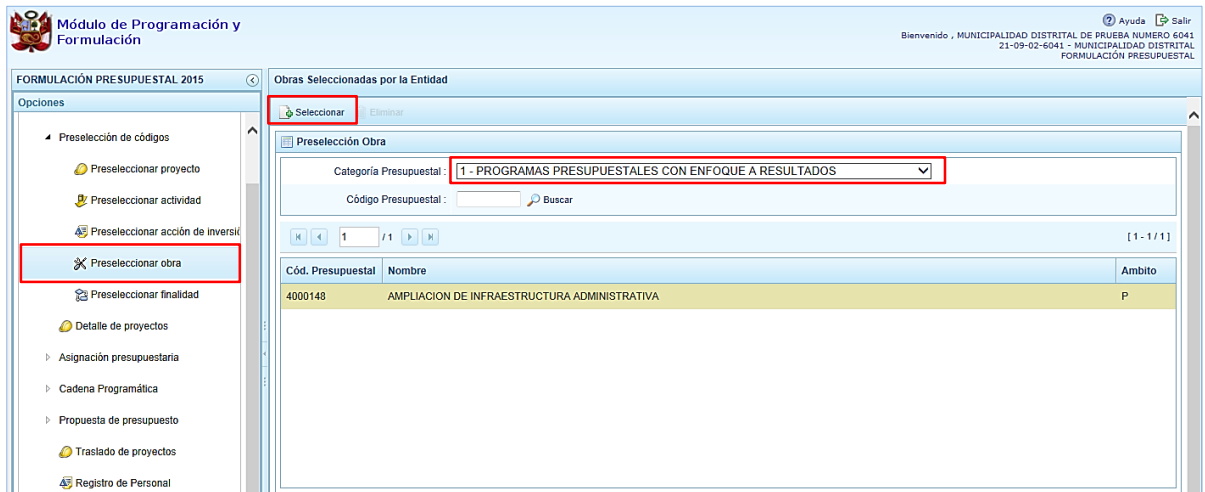 Módulo de Programación y
Formulación
Ayuda Salir
Bienvenido , MUNICIPALIDAD DISTRITAL DE PRUEBA NUMERO 6041
21-09-02-6041 - MUNICIPALIDAD DISTRITAL
FORMULACIÓN PRESUPUESTAL
FORMULACIÓN PRESUPUESTAL 2015
Opciones
Preselección de códigos
Preseleccionar proyecto
Preseleccionar actividad
Preseleccionar acción de inversió
Preseleccionar obra
Preseleccionar finalidad
Detalle de proyectos
Asignación presupuestaria
Cadena Programática
Propuesta de presupuesto
Traslado de proyectos
Registro de Personal
Obras Seleccionadas por la Entidad
Seleccionar Eliminar
Preselección Obra
Categoría Presupuestal : 1 - PROGRAMAS PRESUPUESTALES CON ENFOQUE A RESULTADOS
Código Presupuestal : Buscar
1 / 1 [ 1 - 1 / 1 ]
Cód. Presupuestal Nombre Ambito
4000148 AMPLIACION DE INFRAESTRUCTURA ADMINISTRATIVA P